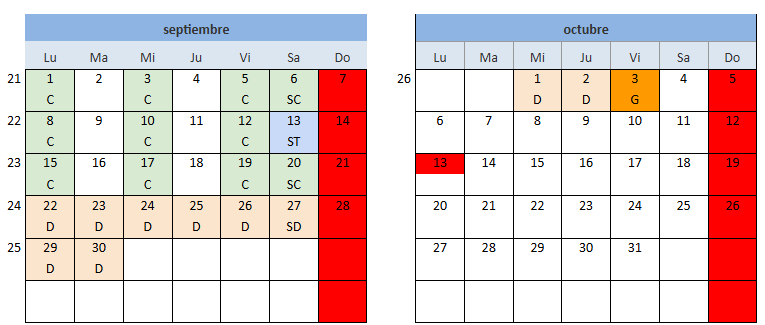 septiembre
Lu Ma Mi Ju Vi Sa Do
21 1 2 3 4 5 6 7
C C C SC
22 8 9 10 11 12 13 14
C C C ST
23 15 16 17 18 19 20 21
C C C SC
24 22 23 24 25 26 27 28
D D D D D SD
25 29 30
D D
octubre
Lu Ma Mi Ju Vi Sa Do
26 1 2 3 4 5
D D G
6 7 8 9 10 11 12
13 14 15 16 17 18 19
20 21 22 23 24 25 26
27 28 29 30 31